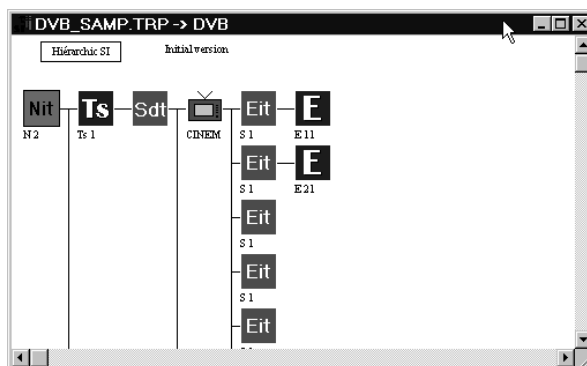 DVB_SAMP.TRP -> DVB
Hiérarchic SI Initial version
Nit Ts Sdt Eit E
N 2 Ts 1 CINEM S 1 E 11
Eit E
S 1 E 21
Eit
S 1
Eit
S 1
Eit